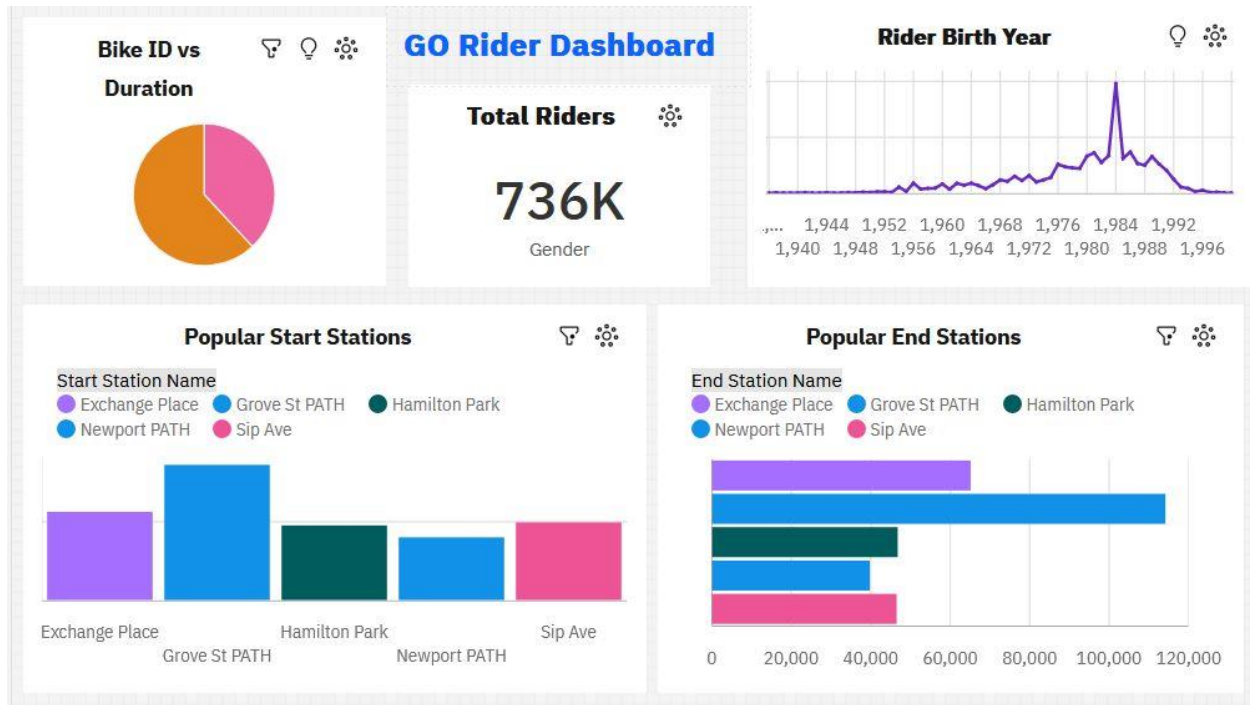 Bike ID vs
Duration
GO Rider Dashboard
Total Riders
736K
Gender
Rider Birth Year
.,... 1,944 1,952 1,960 1,968 1,976 1,984 1,992
1,940 1,948 1,956 1,964 1,972 1,980 1,988 1,996
Popular Start Stations
Start Station Name
Exchange Place Grove St PATH Hamilton Park
Newport PATH Sip Ave
Exchange Place Hamilton Park Sip Ave
Grove St PATH Newport PATH
Popular End Stations
End Station Name
Exchange Place Grove St PATH Hamilton Park
Newport PATH Sip Ave
0 20,000 40,000 60,000 80,000 100,000 120,000